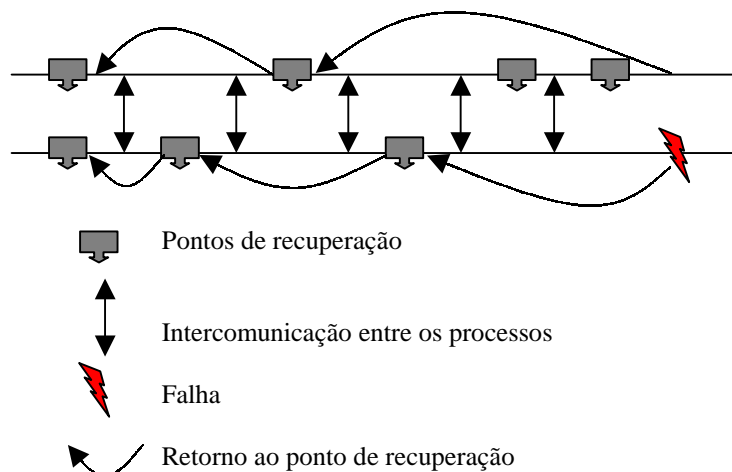 Pontos de recuperação
Intercomunicação entre os processos
Falha
Retorno ao ponto de recuperação